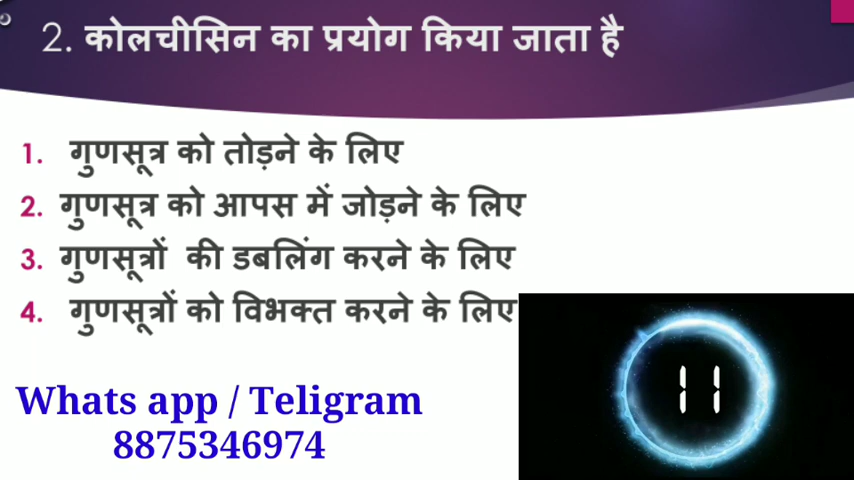 2. कोलचीसिन का प्रयोग किया जाता है
1. गुणसूत्र को तोड़ने के लिए
2. गुणसूत्र को आपस में जोड़ने के लिए
3. गुणसूत्रों की डबलिंग करने के लिए
4. गुणसूत्रों को विभक्त करने के लिए
11
Whats app / Teligram
8875346974